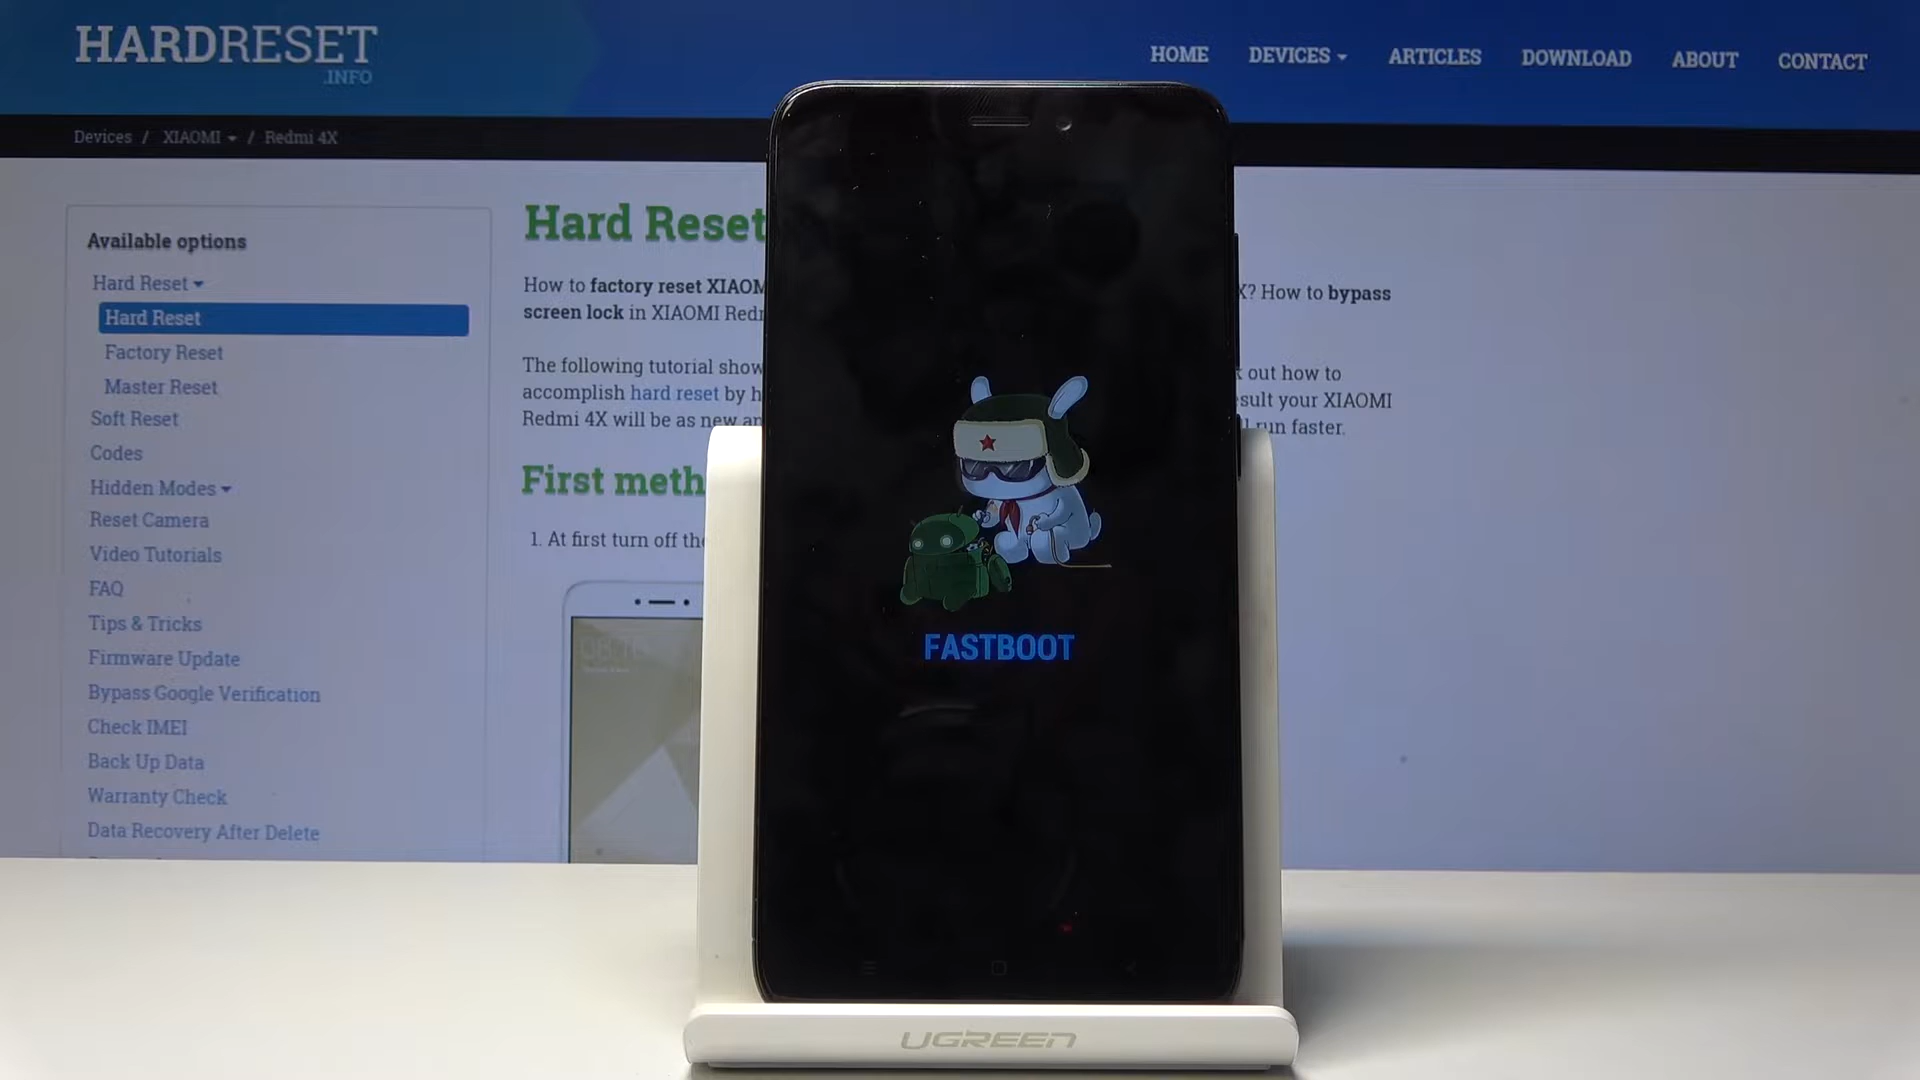 HARDRESET
.INFO
HOME DEVICES ARTICLES DOWNLOAD ABOUT CONTACT
Devices / XIAOMI / Redmi 4X
Available options
Hard Reset
Hard Reset
Factory Reset
Master Reset
Soft Reset
Codes
Hidden Modes
Reset Camera
Video Tutorials
FAQ
Tips & Tricks
Firmware Update
Bypass Google Verification
Check IMEI
Back Up Data
Warranty Check
Data Recovery After Delete
Hard Reset
How to factory reset XIAOM X? How to bypass
screen lock in XIAOMI Redm
The following tutorial show out how to
accomplish hard reset by h sult your XIAOMI
Redmi 4X will be as new an run faster.
First meth
1. At first turn off the
FASTBOOT
UGREEN